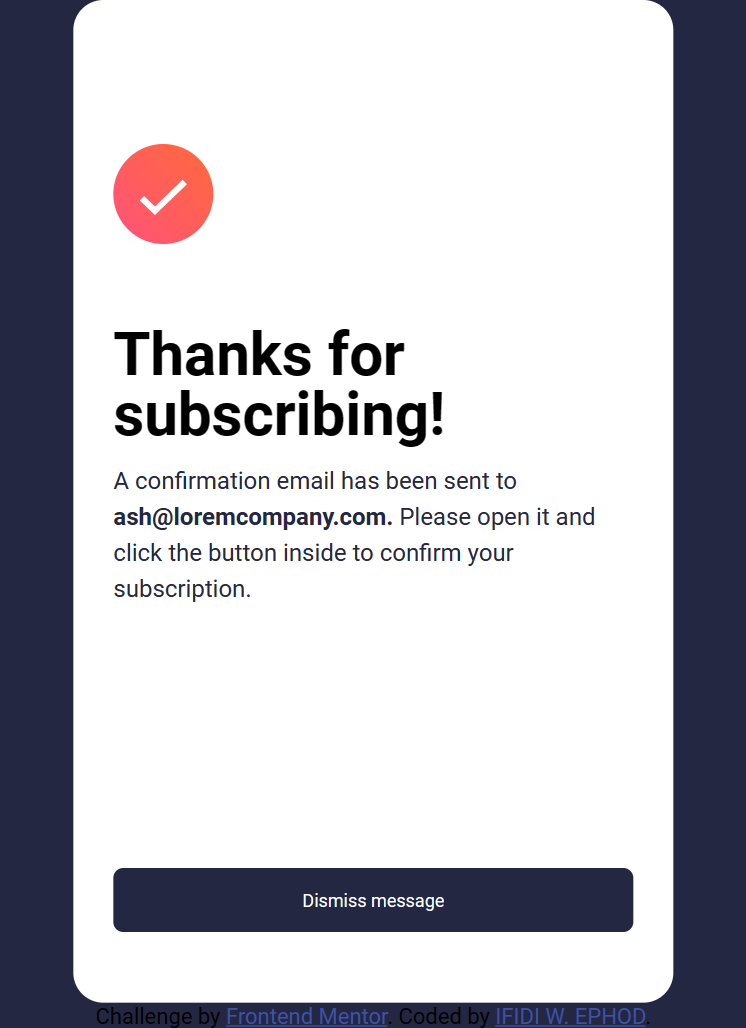 Thanks for
subscribing!
A confirmation email has been sent to
ash@loremcompany.com. Please open it and
click the button inside to confirm your
subscription.
Dismiss message
Challenge by Frontend Mentor. Coded by IFIDI W. EPHOD.